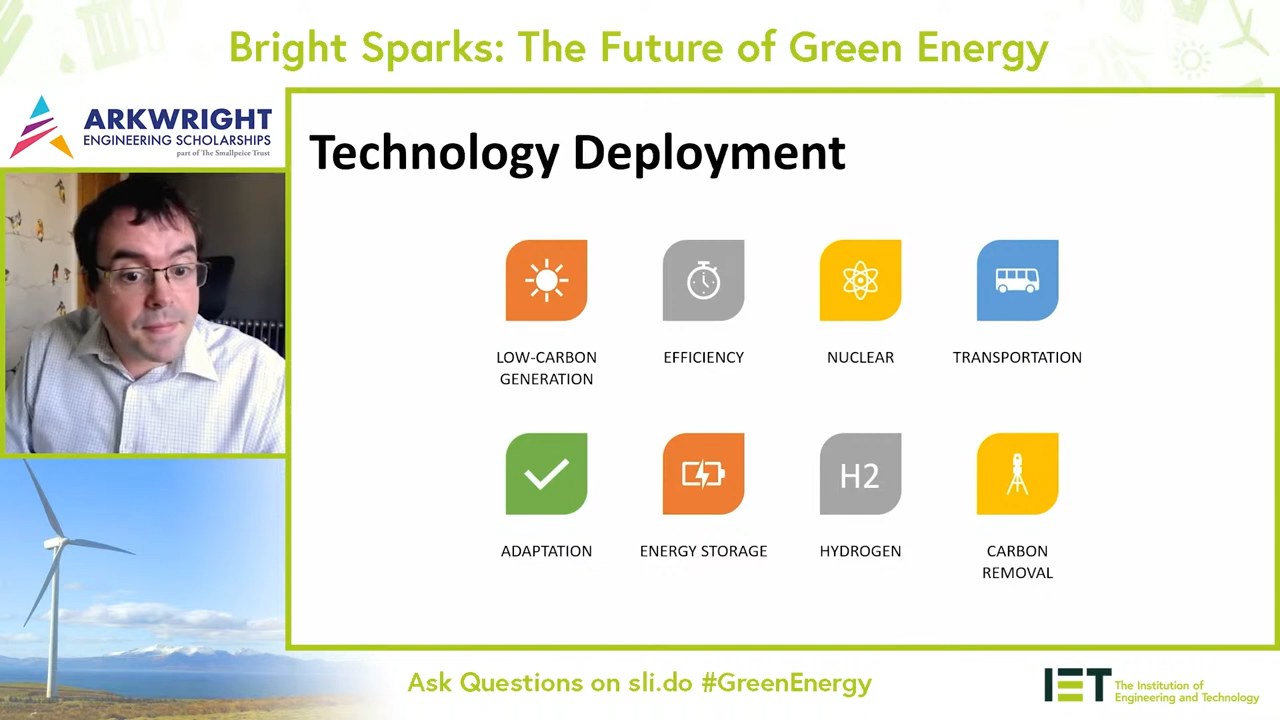 Bright Sparks: The Future of Green Energy
ARKWRIGHT
ENGINEERING SCHOLARSHIPS
part of The Smallpeice Trust
Technology Deployment
LOW-CARBON
GENERATION
EFFICIENCY
NUCLEAR
TRANSPORTATION
H2
ADAPTATION
ENERGY STORAGE
HYDROGEN
CARBON
REMOVAL
Ask Questions on sli.do #GreenEnergy
IET
The Institution of
Engineering and Technology